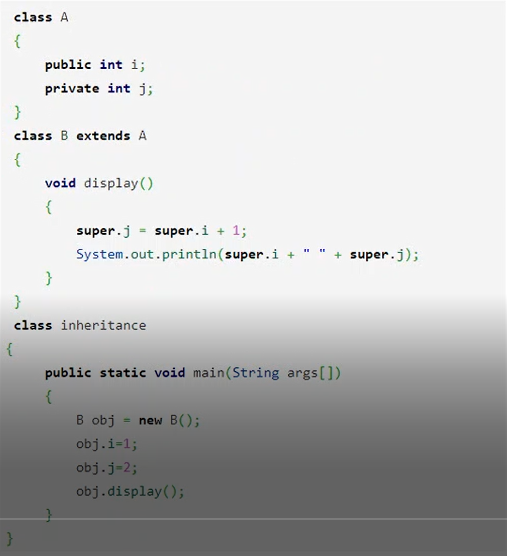 class A
{
public int i;
private int j;
}
class B extends A
{
void display()
{
super.j = super.i + 1;
System.out.println(super.i + " " + super.j);
}
}
class inheritance
{
public static void main(String args[])
{
B obj = new B();
obj.i=1;
obj.j=2;
obj.display();
}
}